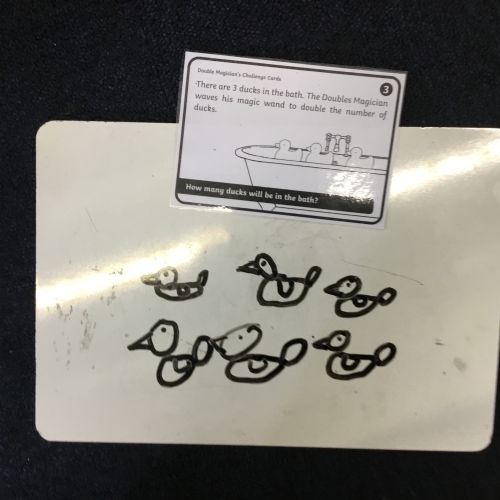 Double Magician's Challenge Cards
3
There are 3 ducks in the bath. The Doubles Magician
waves his magic wand to double the number of
ducks.
How many ducks will be in the bath?